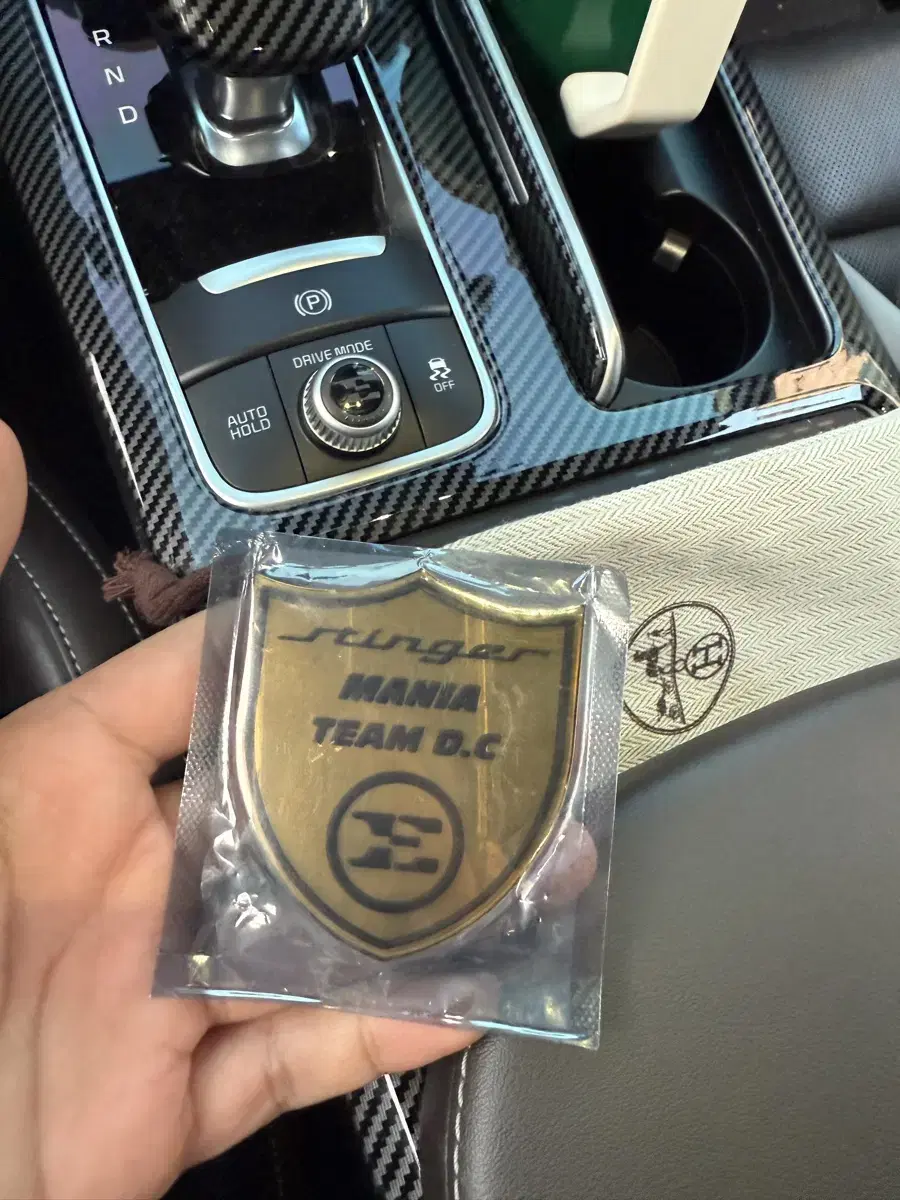 R
N
D
P
DRIVE MODE
AUTO
HOLD
OFF
stinger
MANIA
TEAM D.C
E
H